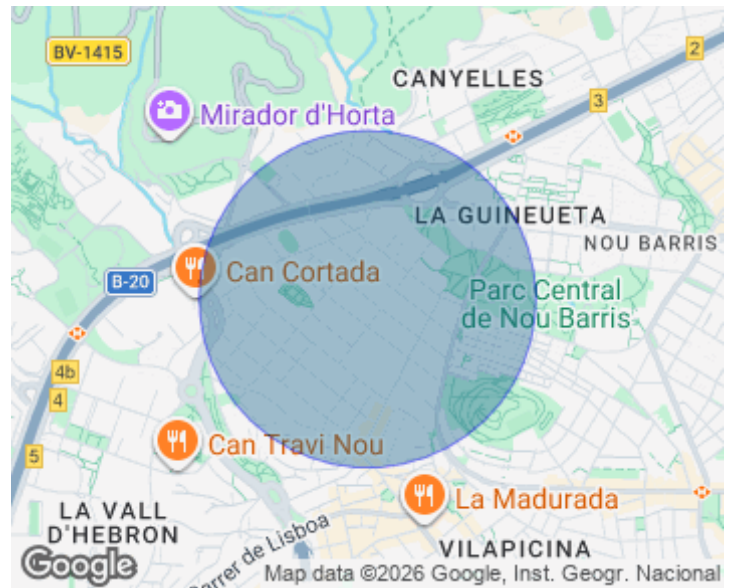 BV-1415
2
CANYELLES
3
Mirador d'Horta
LA GUINEUETA
NOU BARRIS
Can Cortada
B-20
Parc Central
de Nou Barris
4b
4
Can Travi Nou
5
La Madurada
LA VALL
D'HEBRON
rrer de Lisboa
VILAPICINA
Google
Map data ©2026 Google, Inst. Geogr. Nacional